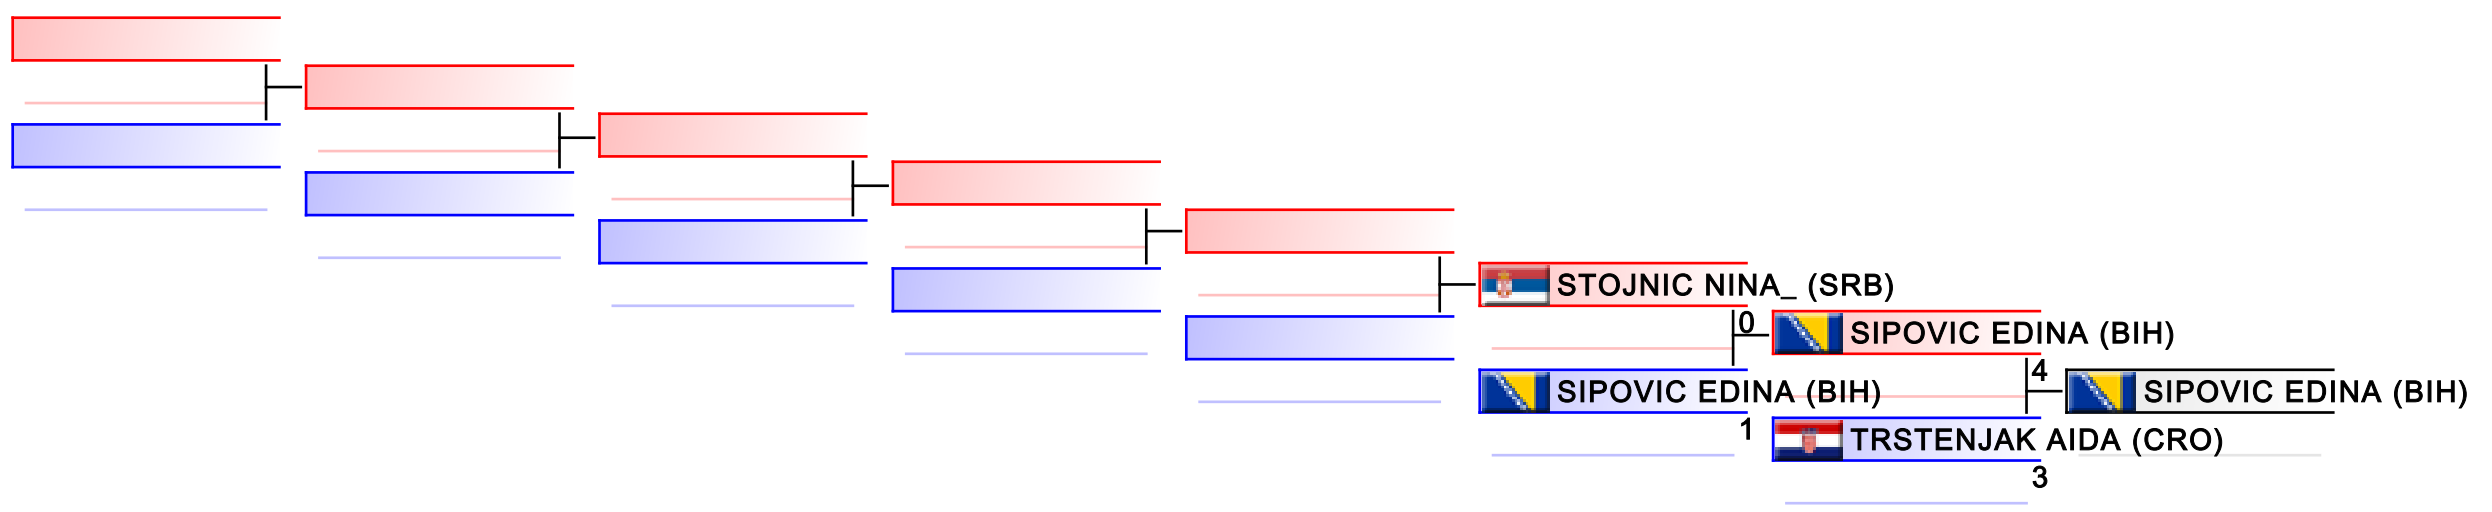 STOJNIC NINA_ (SRB)
0
SIPOVIC EDINA (BIH)
SIPOVIC EDINA (BIH)
1
4
SIPOVIC EDINA (BIH)
TRSTENJAK AIDA (CRO)
3